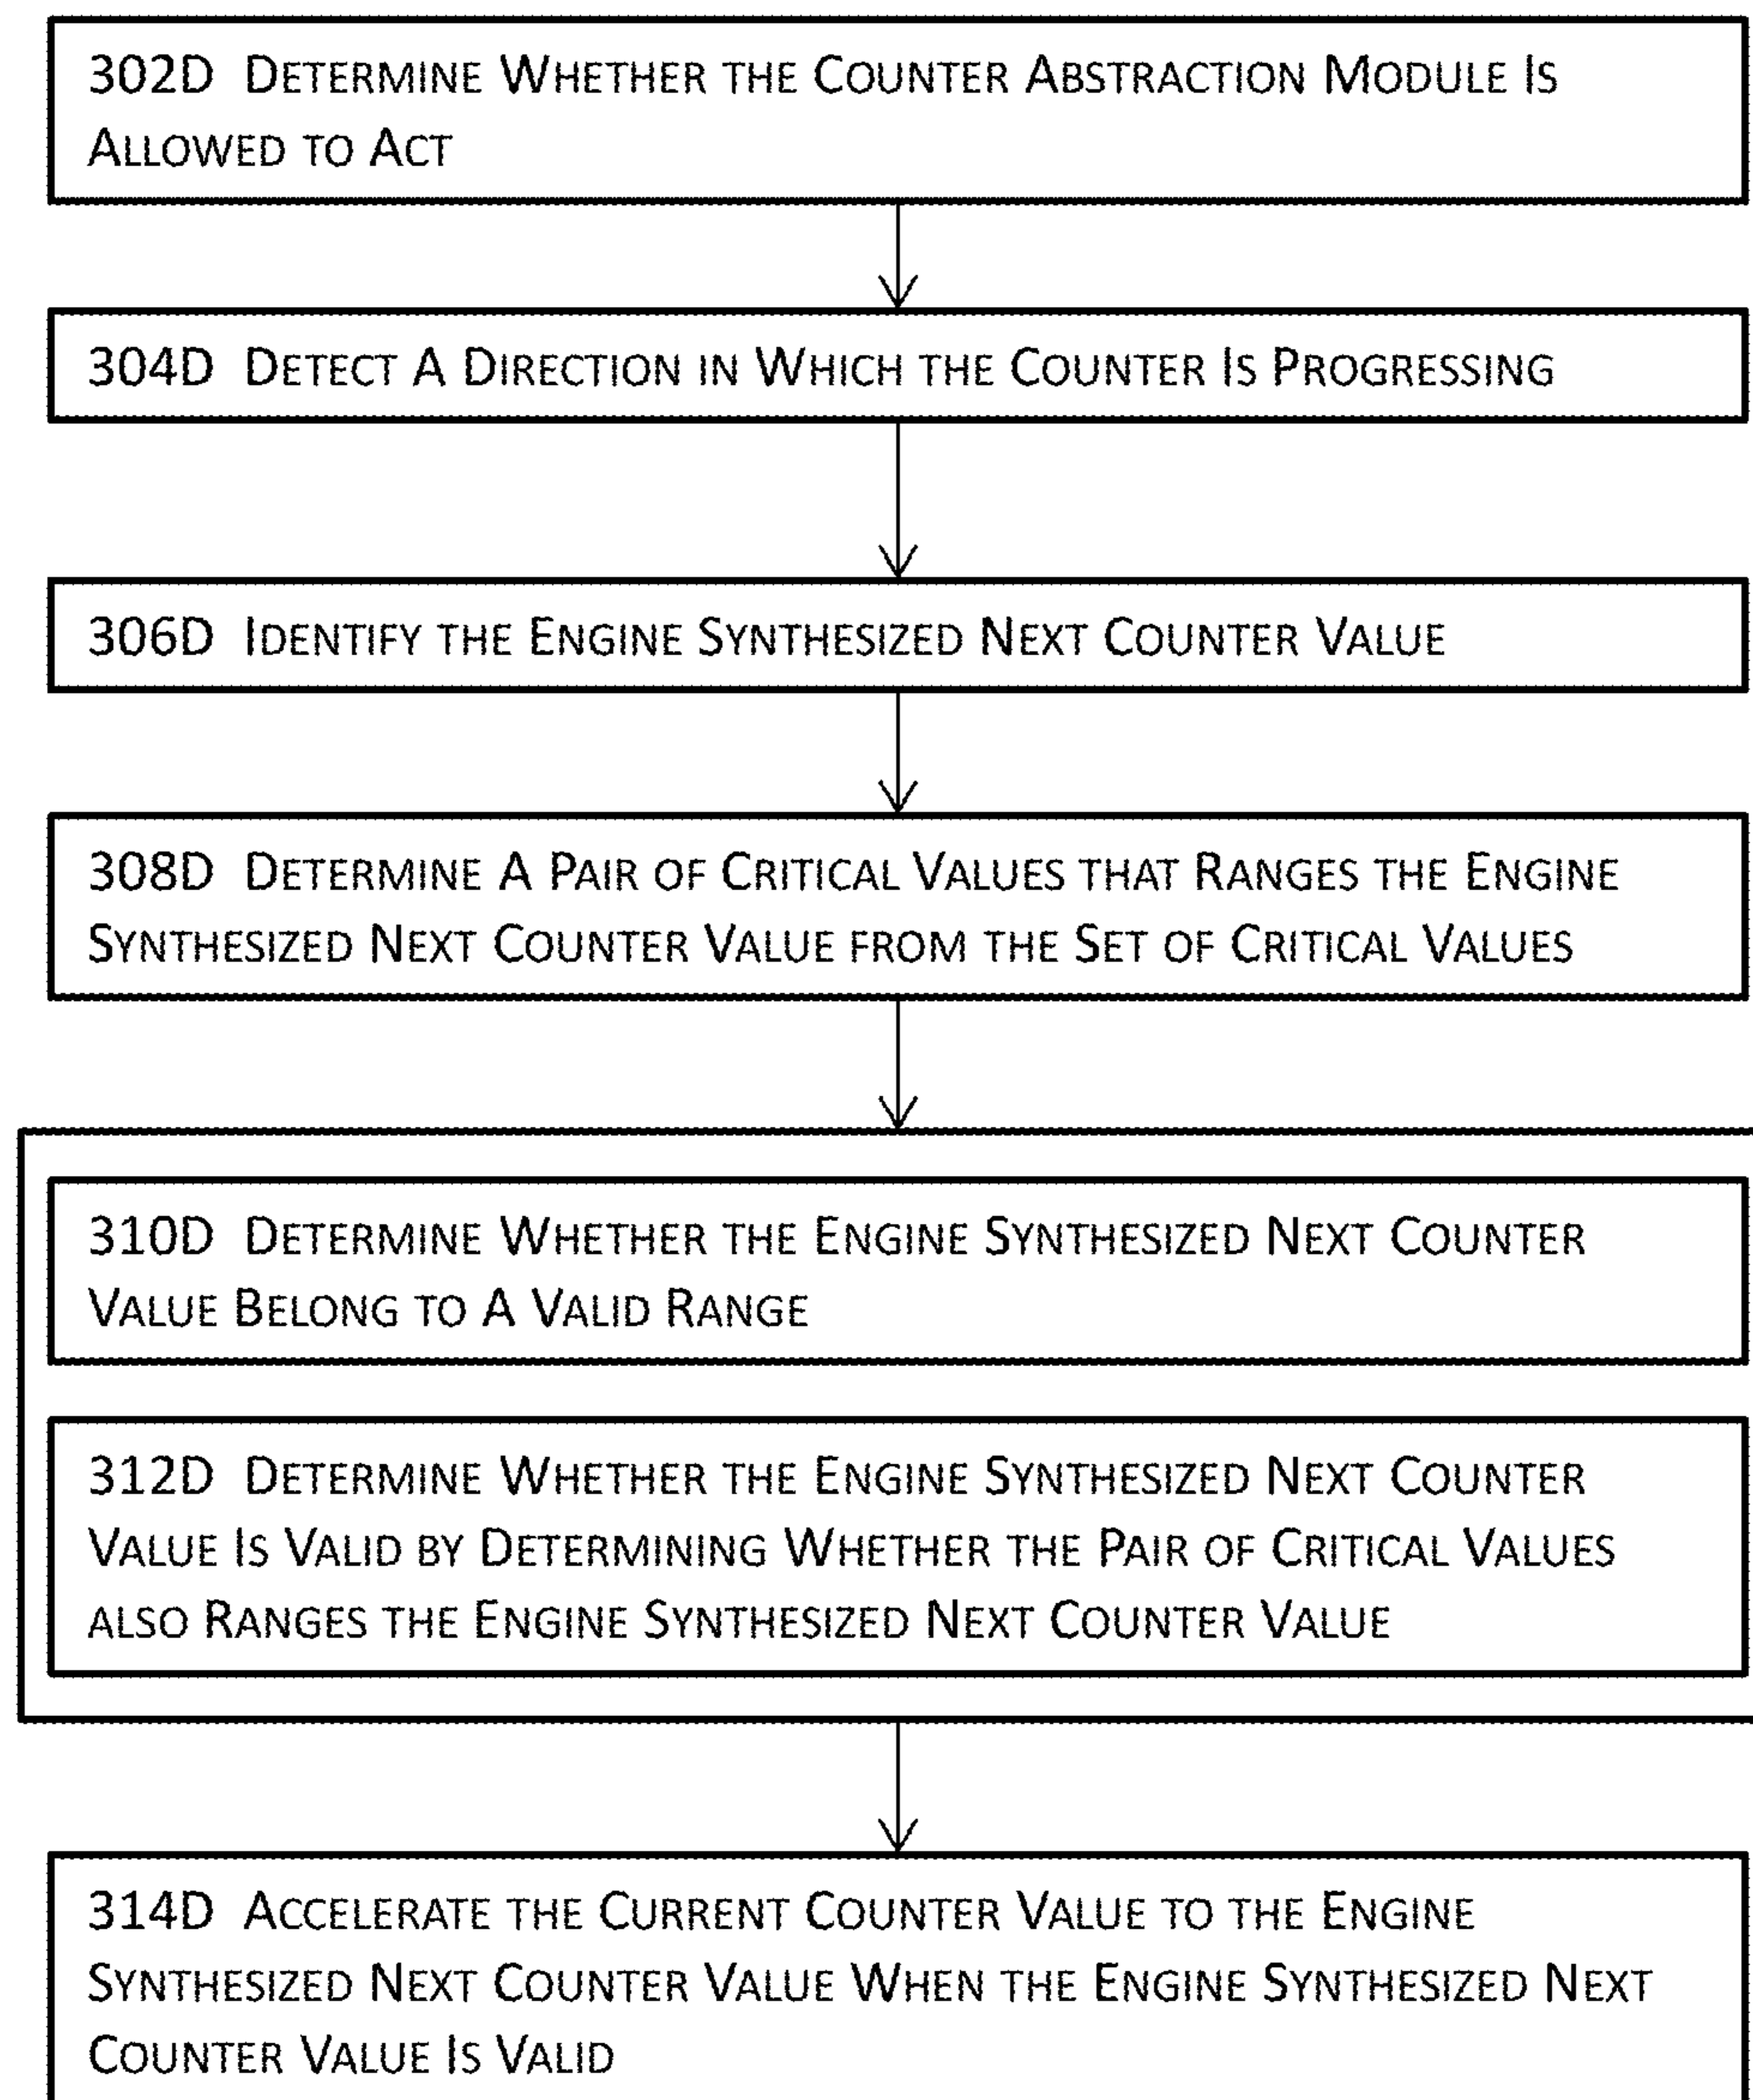 302D DETERMINE WHETHER THE COUNTER ABSTRACTION MODULE IS
ALLOWED TO ACT
304D DETECT A DIRECTION IN WHICH THE COUNTER IS PROGRESSING
306D IDENTIFY THE ENGINE SYNTHESIZED NEXT COUNTER VALUE
308D DETERMINE A PAIR OF CRITICAL VALUES THAT RANGES THE ENGINE
SYNTHESIZED NEXT COUNTER VALUE FROM THE SET OF CRITICAL VALUES
310D DETERMINE WHETHER THE ENGINE SYNTHESIZED NEXT COUNTER
VALUE BELONG TO A VALID RANGE
312D DETERMINE WHETHER THE ENGINE SYNTHESIZED NEXT COUNTER
VALUE IS VALID BY DETERMINING WHETHER THE PAIR OF CRITICAL VALUES
ALSO RANGES THE ENGINE SYNTHESIZED NEXT COUNTER VALUE
314D ACCELERATE THE CURRENT COUNTER VALUE TO THE ENGINE
SYNTHESIZED NEXT COUNTER VALUE WHEN THE ENGINE SYNTHESIZED NEXT
COUNTER VALUE IS VALID